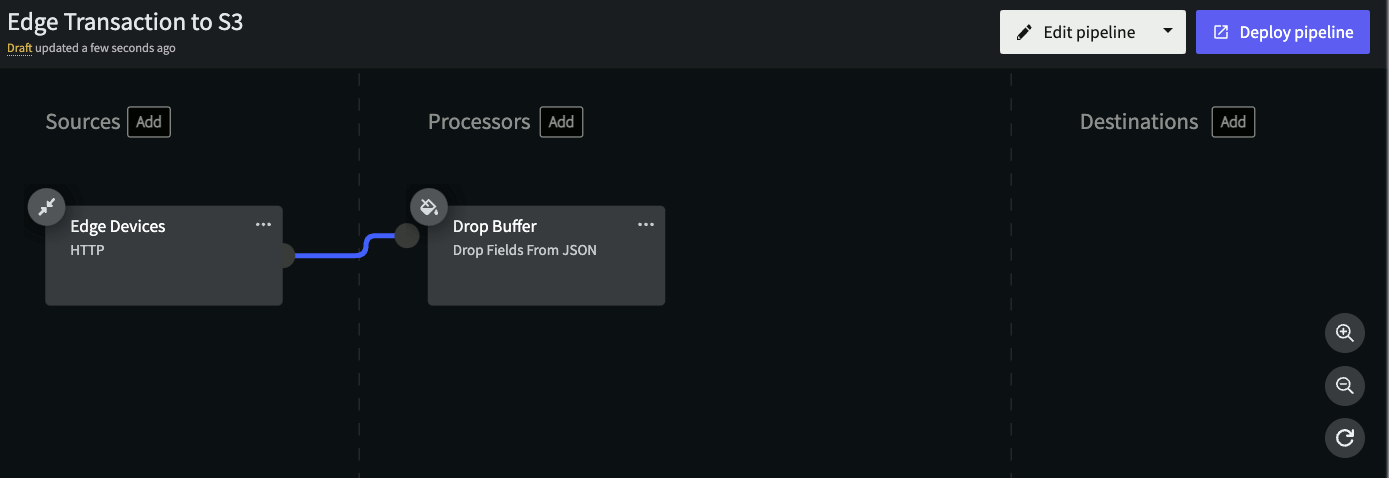 Edge Transaction to S3
Draft updated a few seconds ago
Edit pipeline
Deploy pipeline
Sources Add
Processors Add
Destinations Add
Edge Devices
HTTP
Drop Buffer
Drop Fields From JSON